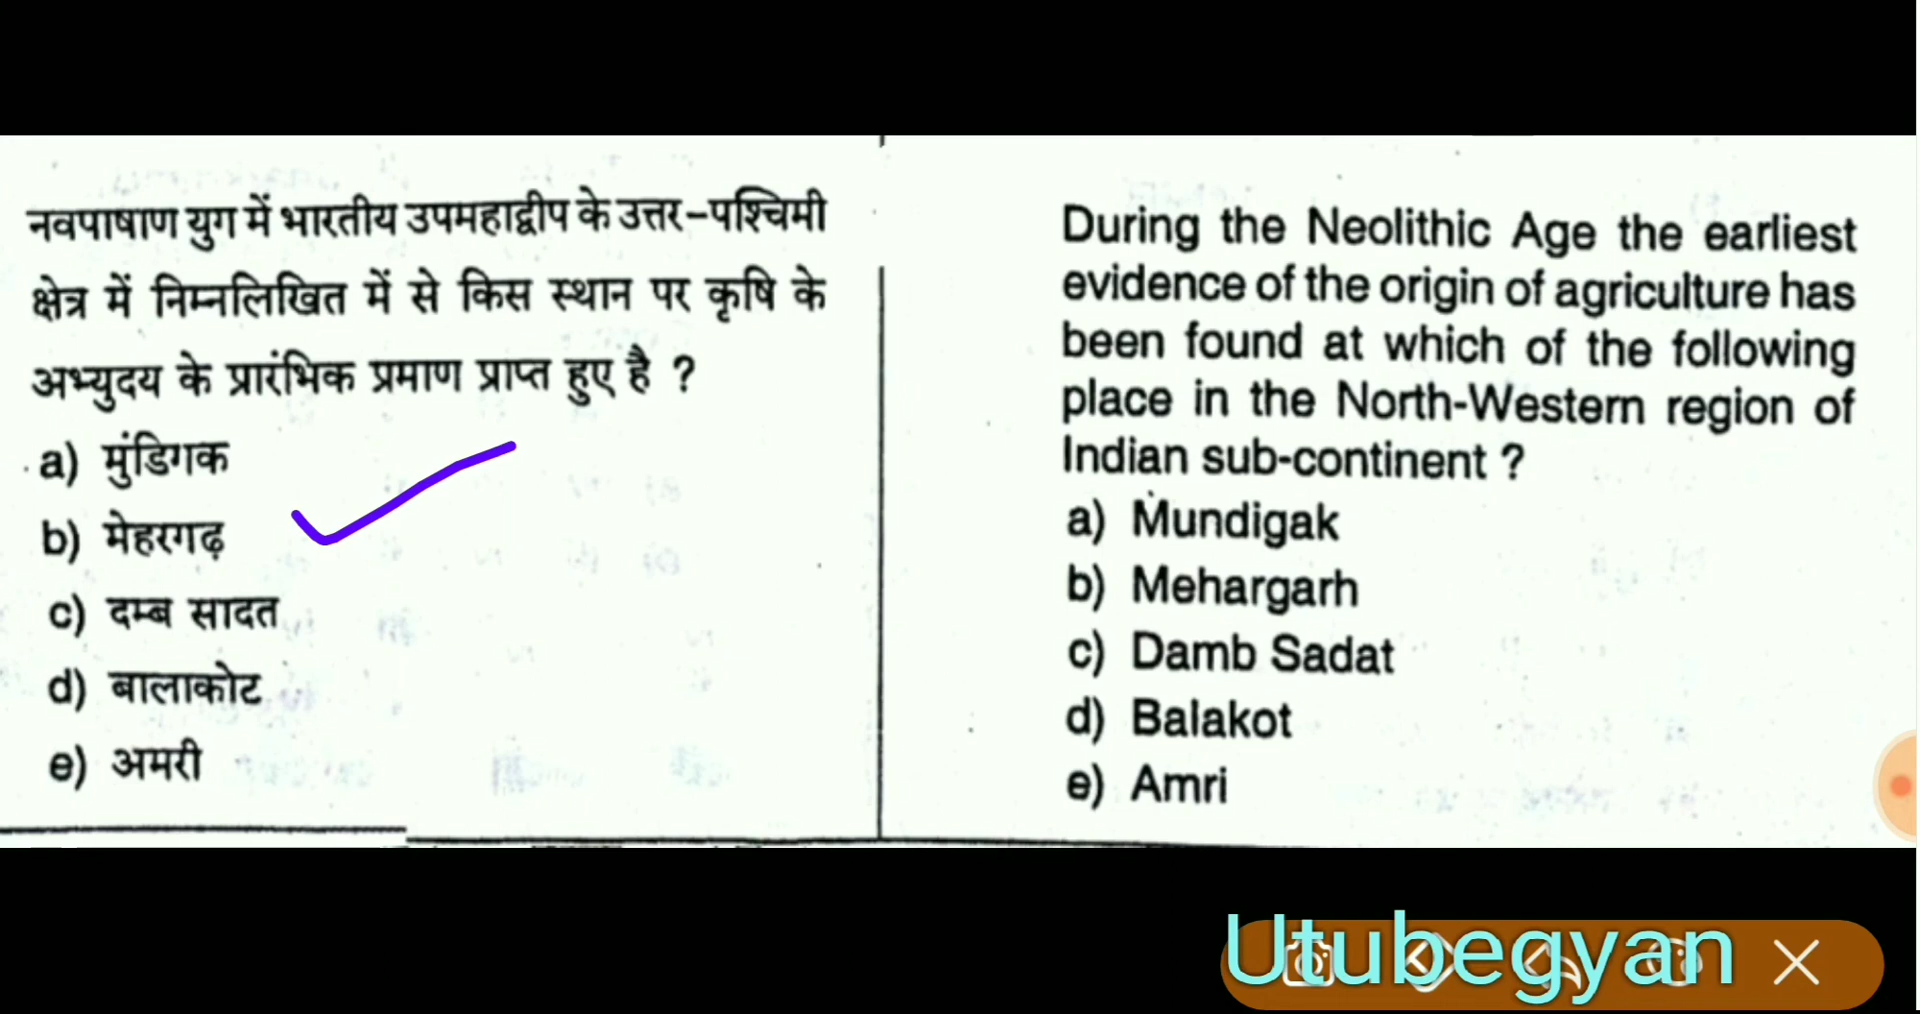 नवपाषाण युग में भारतीय उपमहाद्वीप के उत्तर-पश्चिमी
क्षेत्र में निम्नलिखित में से किस स्थान पर कृषि के
अभ्युदय के प्रारंभिक प्रमाण प्राप्त हुए है ?
a) मुंडिगक
b) मेहरगढ़
c) दम्ब सादत
d) बालाकोट
e) अमरी
During the Neolithic Age the earliest
evidence of the origin of agriculture has
been found at which of the following
place in the North-Western region of
Indian sub-continent ?
a) Mundigak
b) Mehargarh
c) Damb Sadat
d) Balakot
e) Amri
Utubegyan